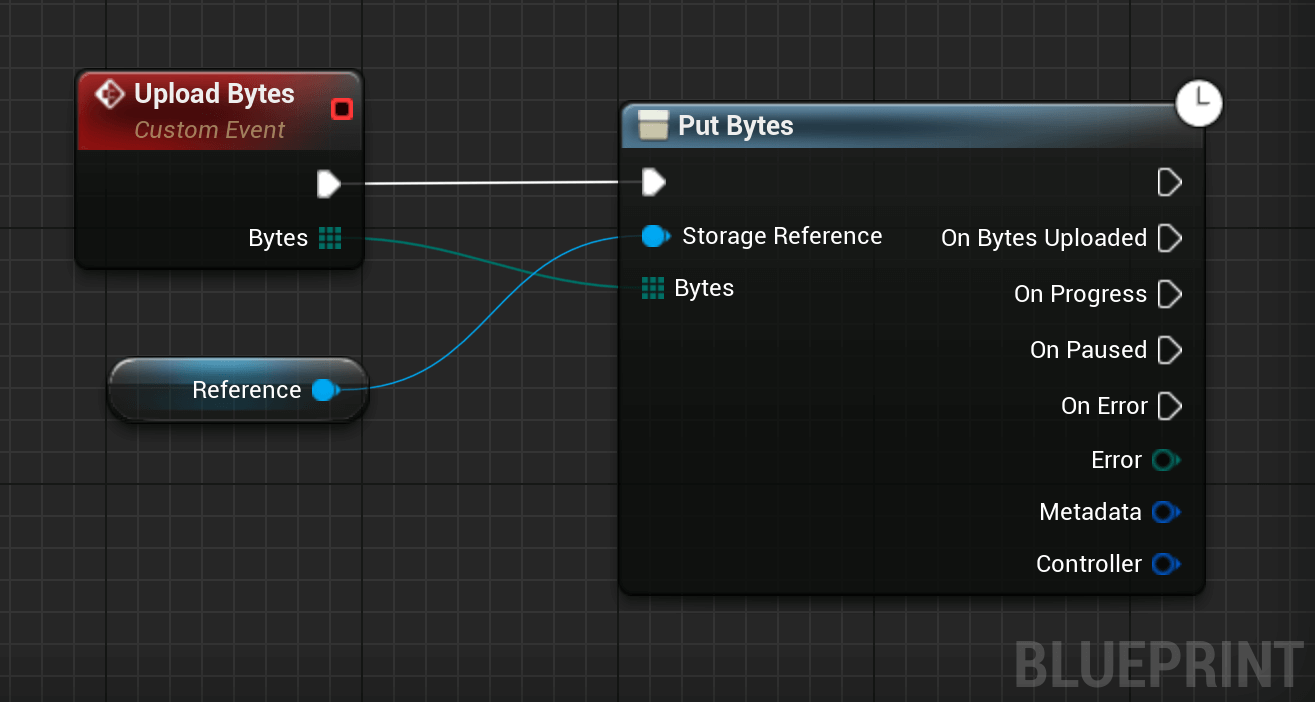 Upload Bytes
Custom Event
Bytes
Reference
Put Bytes
Storage Reference
Bytes
On Bytes Uploaded
On Progress
On Paused
On Error
Error
Metadata
Controller
BLUEPRINT